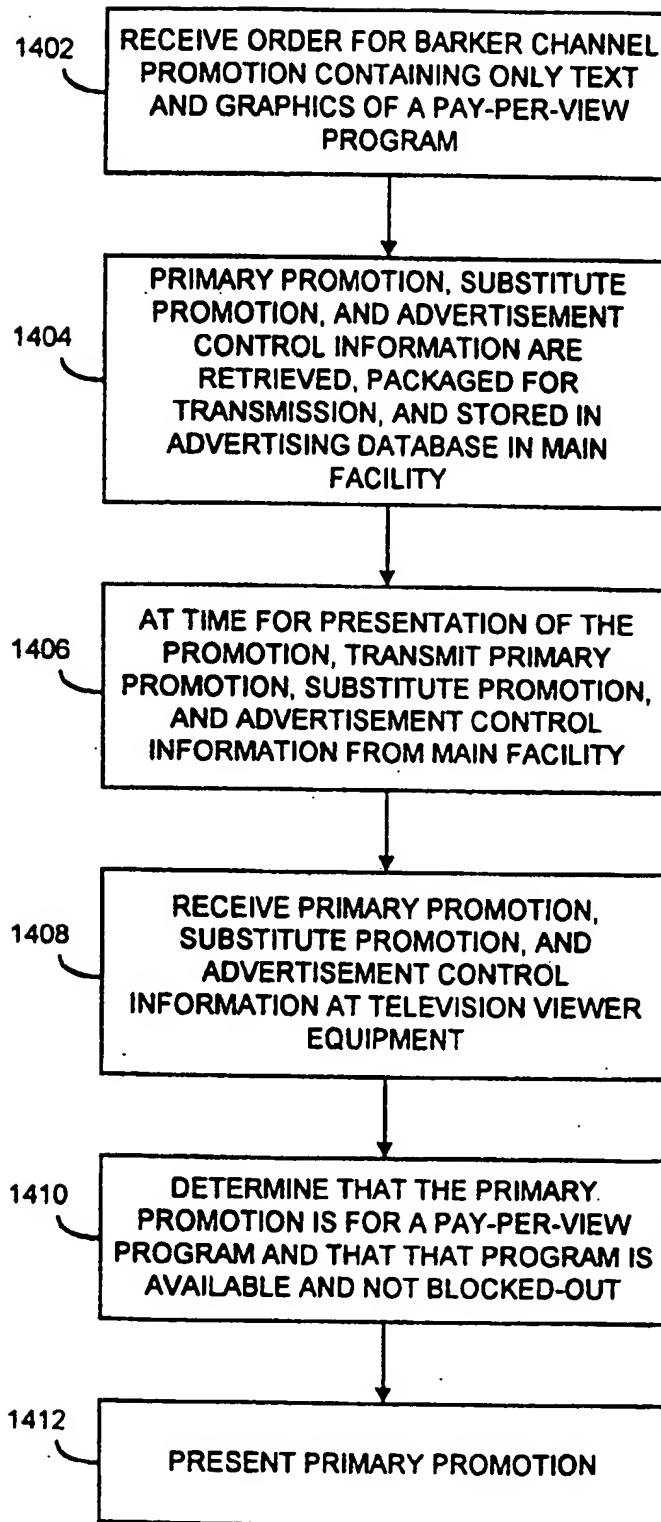 1402
RECEIVE ORDER FOR BARKER CHANNEL
PROMOTION CONTAINING ONLY TEXT
AND GRAPHICS OF A PAY-PER-VIEW
PROGRAM
1404
PRIMARY PROMOTION, SUBSTITUTE
PROMOTION, AND ADVERTISEMENT
CONTROL INFORMATION ARE
RETRIEVED, PACKAGED FOR
TRANSMISSION, AND STORED IN
ADVERTISING DATABASE IN MAIN
FACILITY
1406
AT TIME FOR PRESENTATION OF THE
PROMOTION, TRANSMIT PRIMARY
PROMOTION, SUBSTITUTE PROMOTION,
AND ADVERTISEMENT CONTROL
INFORMATION FROM MAIN FACILITY
1408
RECEIVE PRIMARY PROMOTION,
SUBSTITUTE PROMOTION, AND
ADVERTISEMENT CONTROL
INFORMATION AT TELEVISION VIEWER
EQUIPMENT
1410
DETERMINE THAT THE PRIMARY
PROMOTION IS FOR A PAY-PER-VIEW
PROGRAM AND THAT THAT PROGRAM IS
AVAILABLE AND NOT BLOCKED-OUT
1412
PRESENT PRIMARY PROMOTION